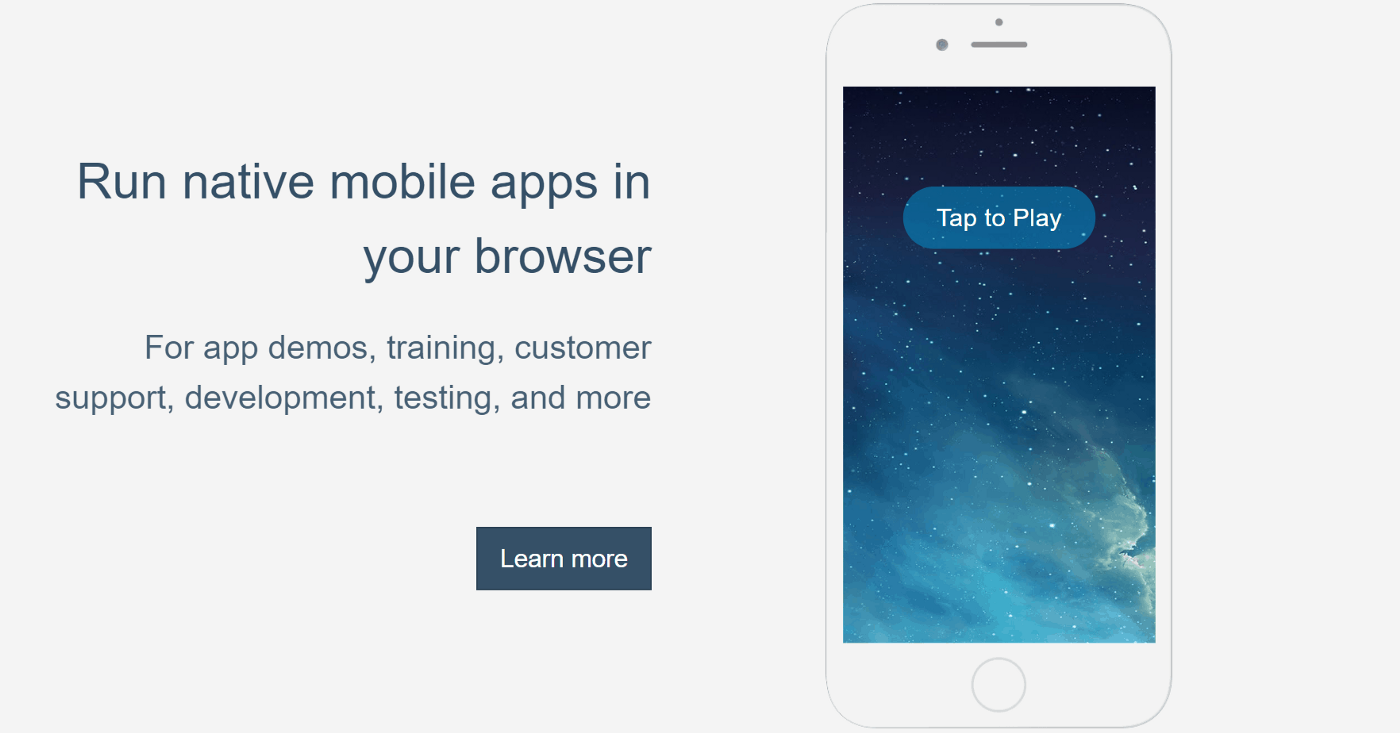 Run native mobile apps in
your browser
For app demos, training, customer
support, development, testing, and more
Learn more
Tap to Play